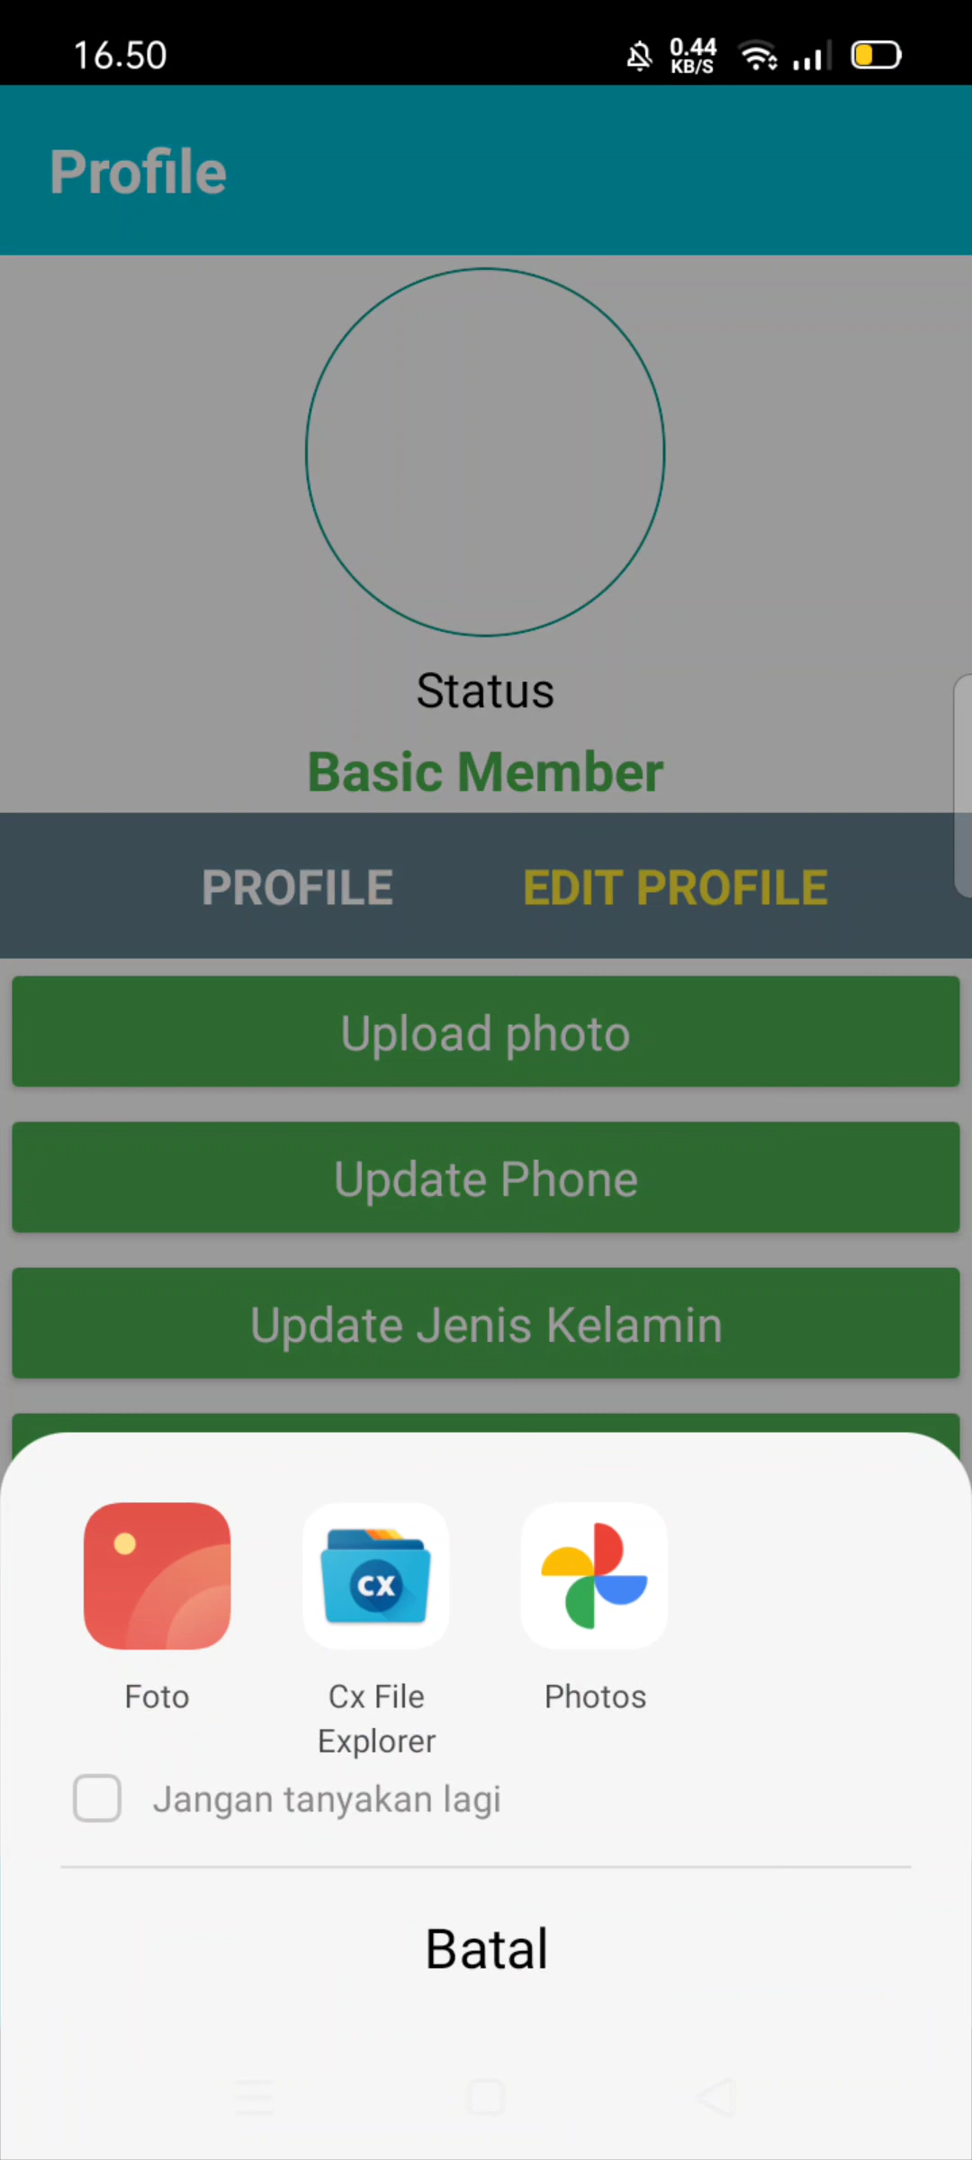 16.50
0.44
KB/S
Profile
Status
Basic Member
PROFILE EDIT PROFILE
Upload photo
Update Phone
Update Jenis Kelamin
CX
Foto
Cx File
Explorer
Photos
Jangan tanyakan lagi
Batal